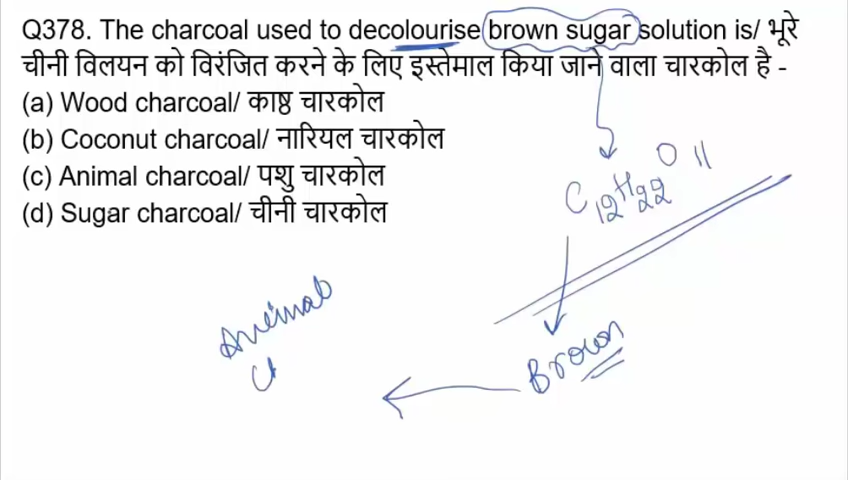 Q378. The charcoal used to decolourise brown sugar solution is/ भूरे
चीनी विलयन को विरंजित करने के लिए इस्तेमाल किया जाने वाला चारकोल है -
(a) Wood charcoal/ काष्ठ चारकोल
(b) Coconut charcoal/ नारियल चारकोल
(c) Animal charcoal/ पशु चारकोल
(d) Sugar charcoal/ चीनी चारकोल
C12H22O11
Animal
Brown